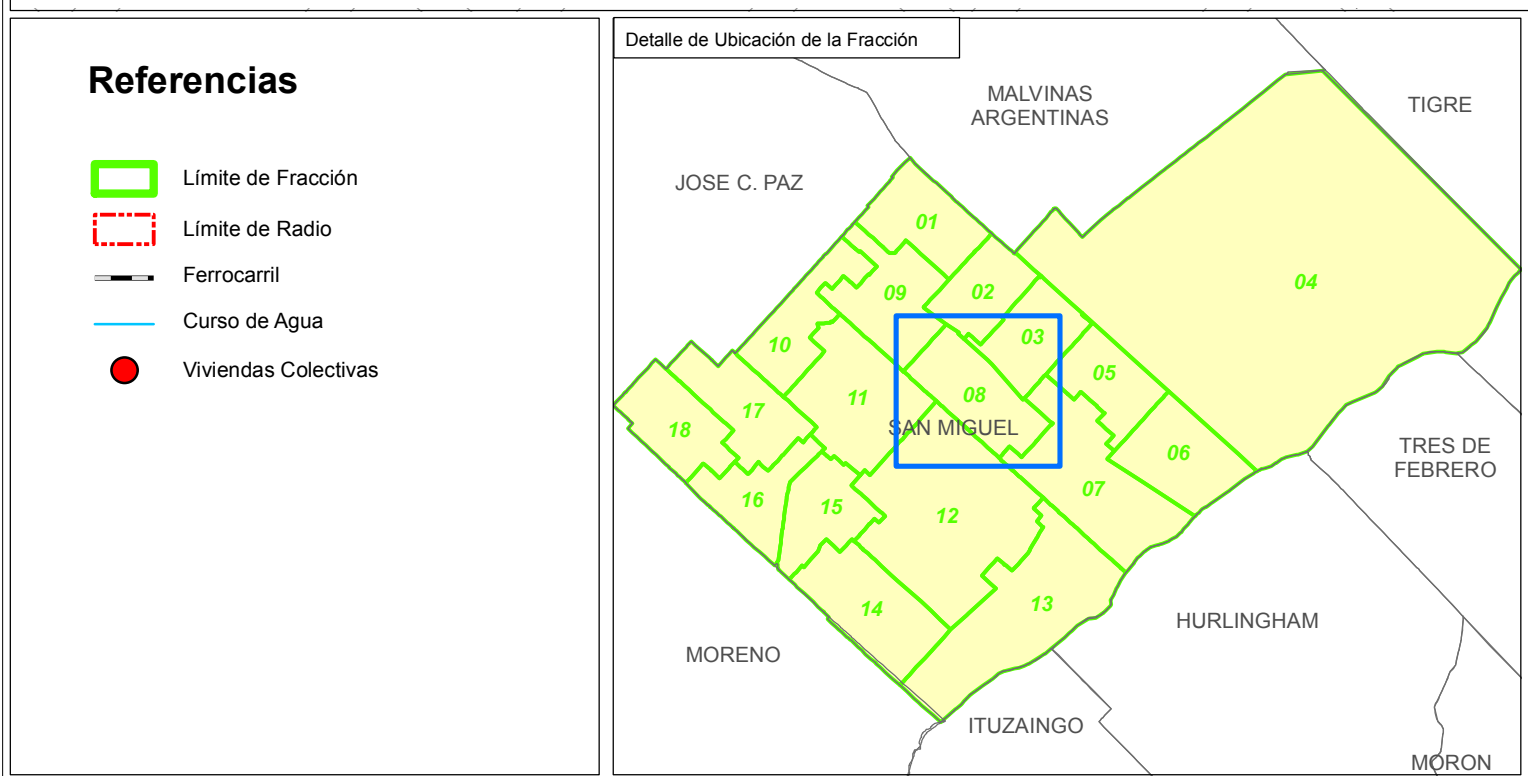 Referencias
Límite de Fracción
Límite de Radio
Ferrocarril
Curso de Agua
Viviendas Colectivas
Detalle de Ubicación de la Fracción
MALVINAS
ARGENTINAS
TIGRE
JOSE C. PAZ
01
04
09
02
03
10
05
11
08
17
SAN MIGUEL
18
06
TRES DE
FEBRERO
07
16
15
12
14
13
HURLINGHAM
MORENO
ITUZAINGO
MORON